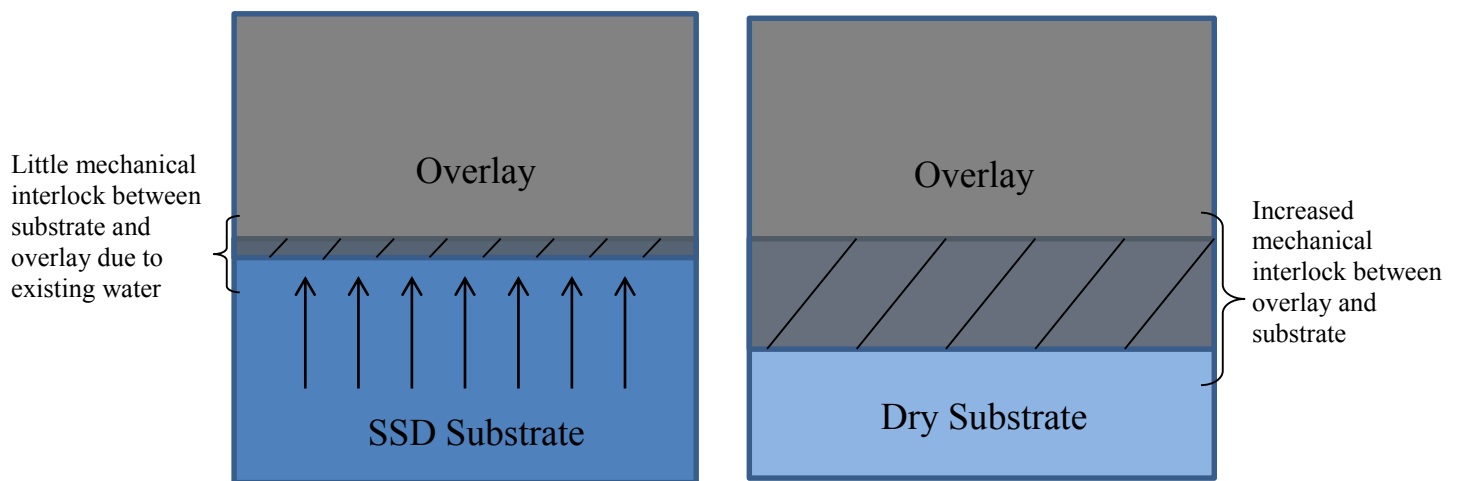 Little mechanical
interlock between
substrate and
overlay due to
existing water
Overlay
SSD Substrate
Overlay
Dry Substrate
Increased
mechanical
interlock between
overlay and
substrate